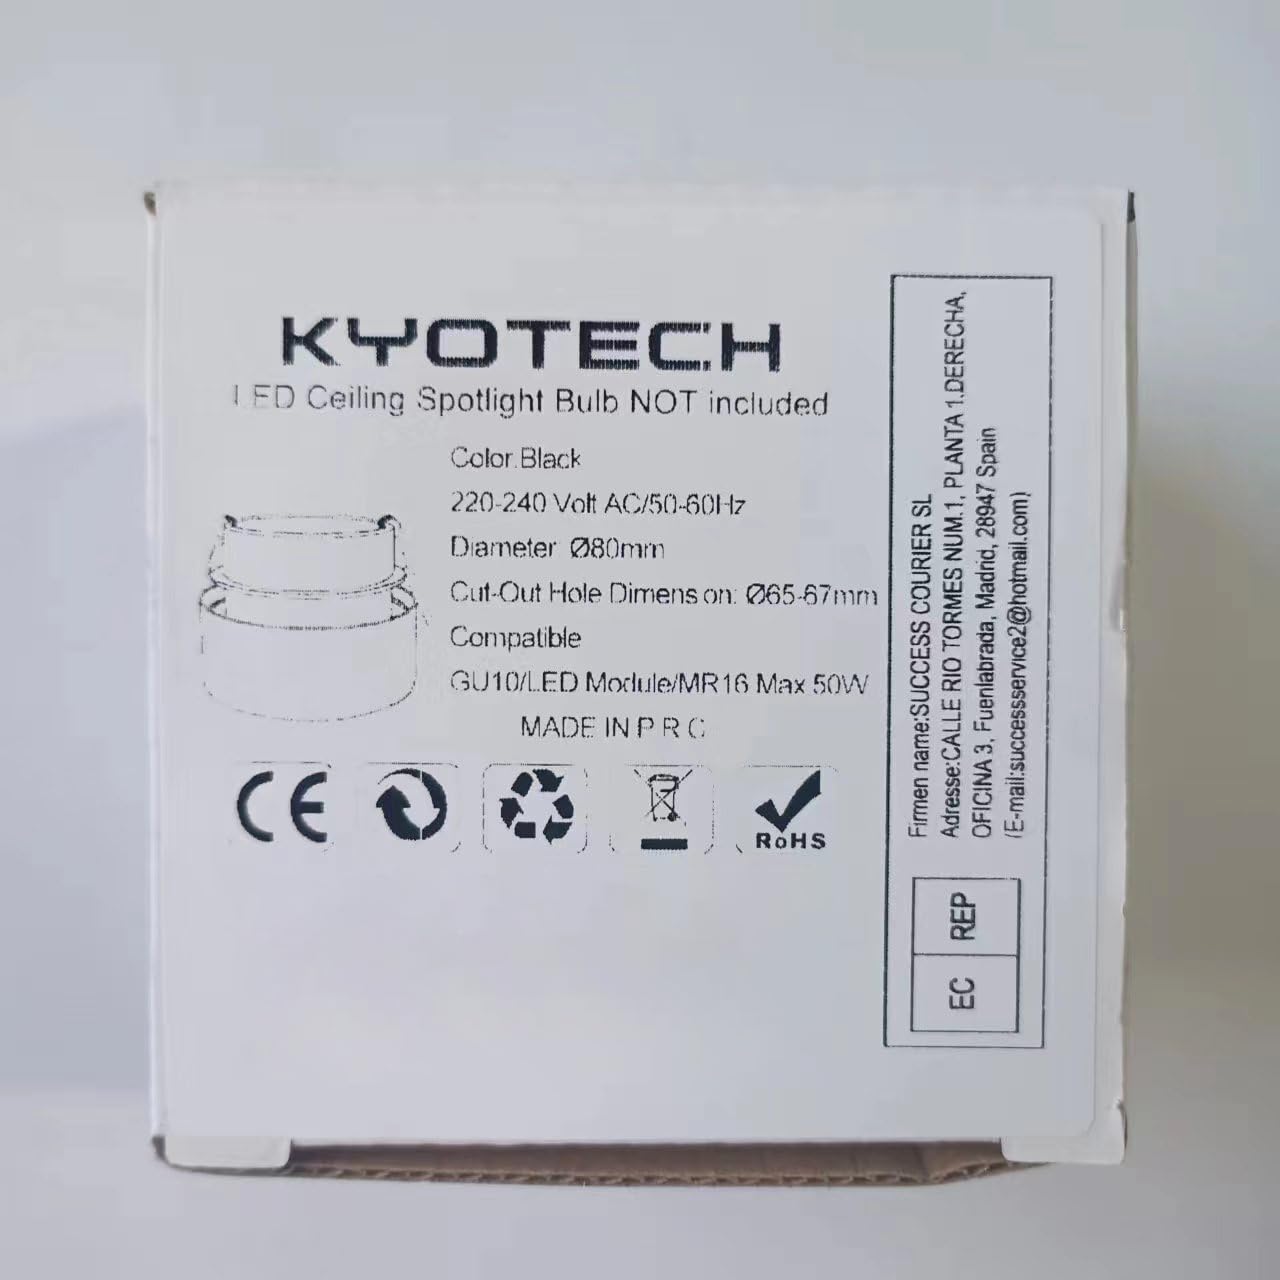 KYOTECH
LED Ceiling Spotlight Bulb NOT included
Color:Black
220-240 Volt AC/50-60Hz
Diameter: Ø80mm
Cut-Out Hole Dimension: Ø65-67mm
Compatible
GU10/LED Module/MR16 Max 50W
MADE IN P R C
CE
RoHS
Firmen name:SUCCESS COURIER SL
Adresse:CALLE RIO TORMES NUM.1, PLANTA 1.DERECHA,
OFICINA 3, Fuenlabrada, Madrid, 28947 Spain
(E-mail:successservice2@hotmail.com)
EC REP